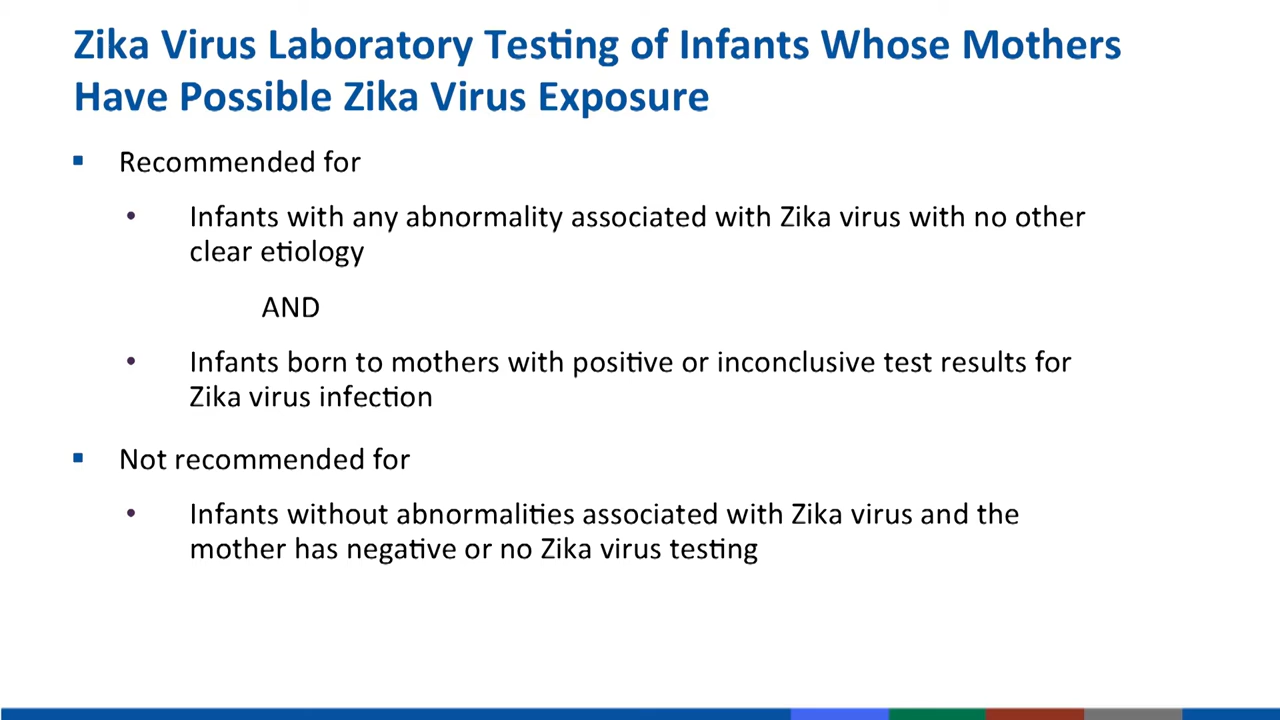 Zika Virus Laboratory Testing of Infants Whose Mothers
Have Possible Zika Virus Exposure
▪ Recommended for
• Infants with any abnormality associated with Zika virus with no other
clear etiology
AND
• Infants born to mothers with positive or inconclusive test results for
Zika virus infection
▪ Not recommended for
• Infants without abnormalities associated with Zika virus and the
mother has negative or no Zika virus testing